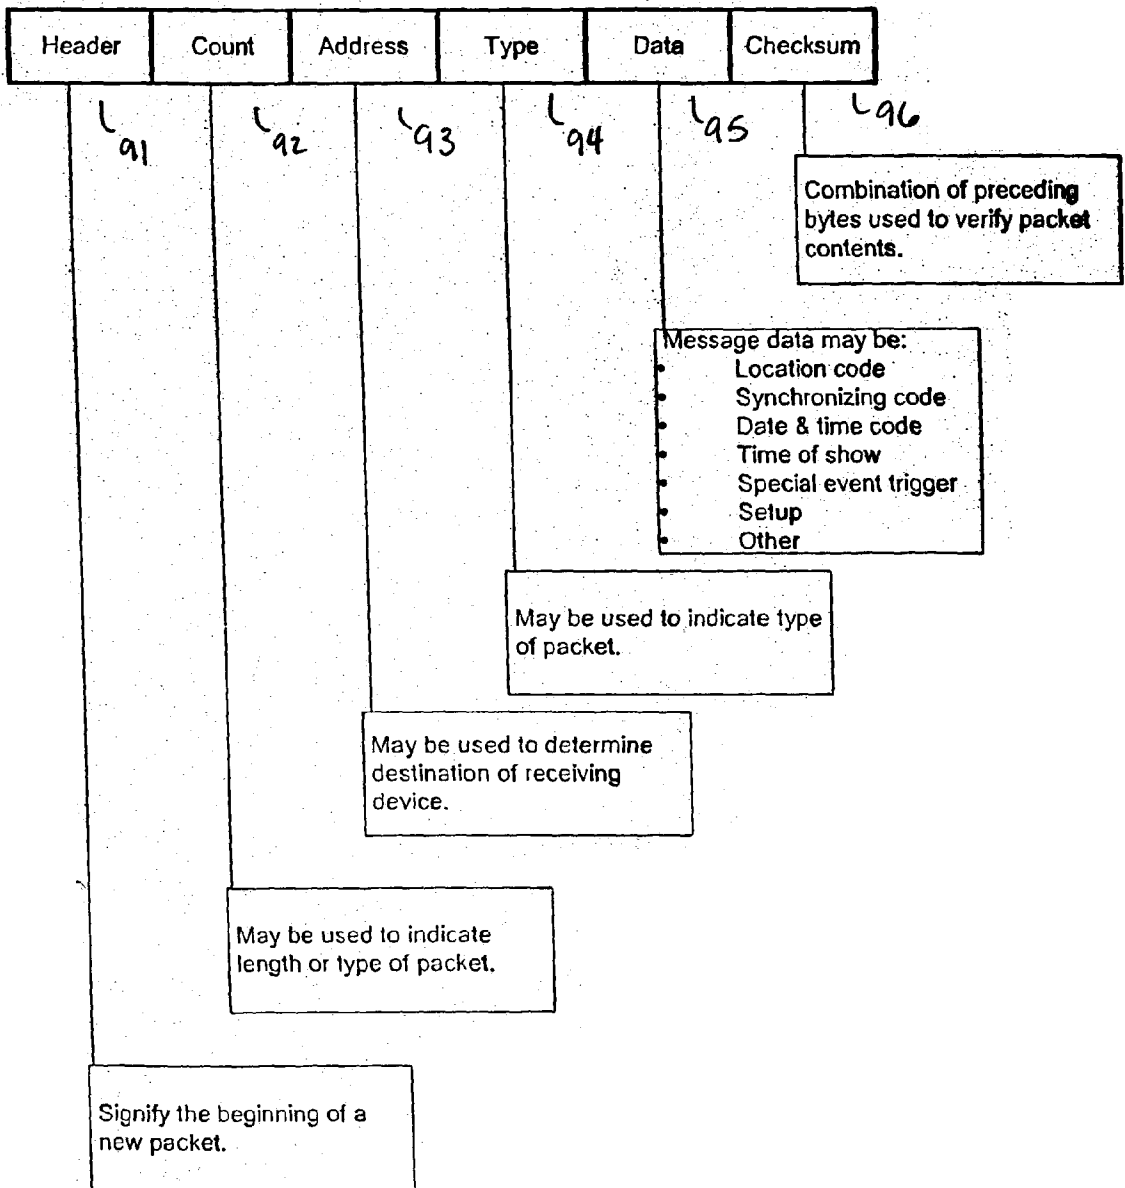 Header Count Address Type Data Checksum
91 92 93 94 95 96
Combination of preceding
bytes used to verify packet
contents.
Message data may be:
• Location code
• Synchronizing code
• Date & time code
• Time of show
• Special event trigger
• Setup
• Other
May be used to indicate type
of packet.
May be used to determine
destination of receiving
device.
May be used to indicate
length or type of packet.
Signify the beginning of a
new packet.